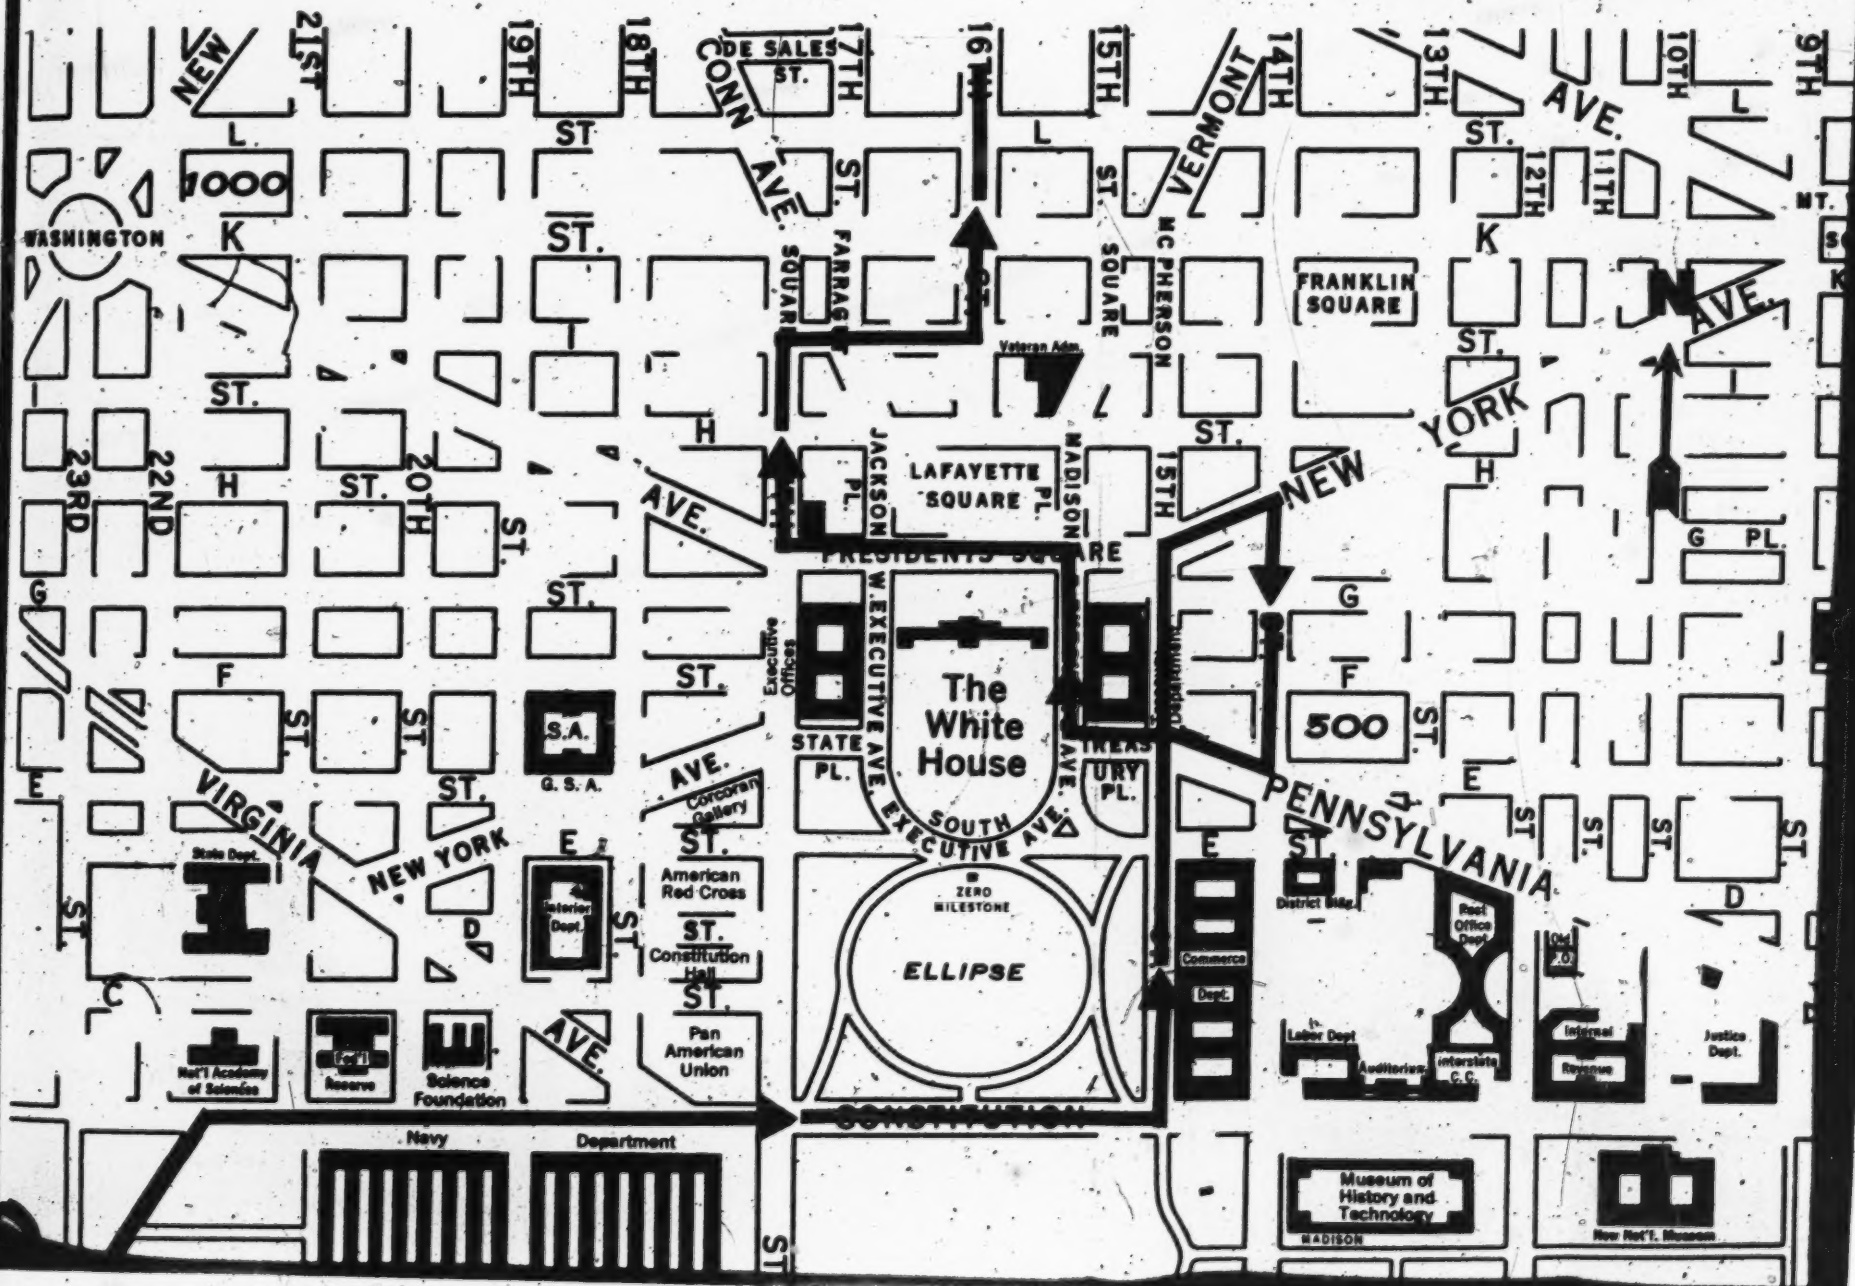 NEW
21ST
19TH
18TH
CONN
DE SALES
ST.
17TH
16TH
15TH
VERMONT
14TH
13TH
AVE.
10TH
9TH
L.
ST
L
ST.
L
1000
AVE.
ST.
ST.
12TH
11TH
MT.
WASHINGTON
K
ST.
K
K
SQUARE
FARRAGUT
SQUARE
MC PHERSON
FRANKLIN
SQUARE
N
AVE.
I
Veteran Adm.
ST.
I
I
ST.
YORK
H
ST.
23RD
22ND
H
ST.
20TH
ST.
AVE.
JACKSON
PL.
LAFAYETTE
SQUARE
MADISON
PL.
15TH
NEW
H
G
PL.
PRESIDENTS SQUARE
G
ST.
G
Executive
Offices
W. EXECUTIVE AVE.
The
White
House
F
ST.
F
ST.
ST.
S.A.
G. S. A.
STATE
PL.
TREAS
URY
PL.
AVE.
500
ST.
E
VIRGINIA
ST.
AVE.
Corcoran
Gallery
SOUTH
EXECUTIVE AVE.
PENNSYLVANIA
E
ST
ST.
ST.
ST.
NEW YORK
E
ST.
E
ST.
State Dept.
American
Red Cross
ZERO
MILESTONE
District Bldg.
Post
Office
Dept
D
ST.
D
Interior
Dept.
ST.
ST.
Constitution
Hall
ST.
ELLIPSE
Commerce
Dept.
Old
P.O.
C
AVE.
Pan
American
Union
Labor Dept
Auditorium
Interstate
C. C.
Internal
Revenue
Justice
Dept.
Nat'l Academy
of Sciences
Fed'l
Reserve
Science
Foundation
CONSTITUTION
Navy
Department
Museum of
History and
Technology
MADISON
New Nat'l. Museum
ST